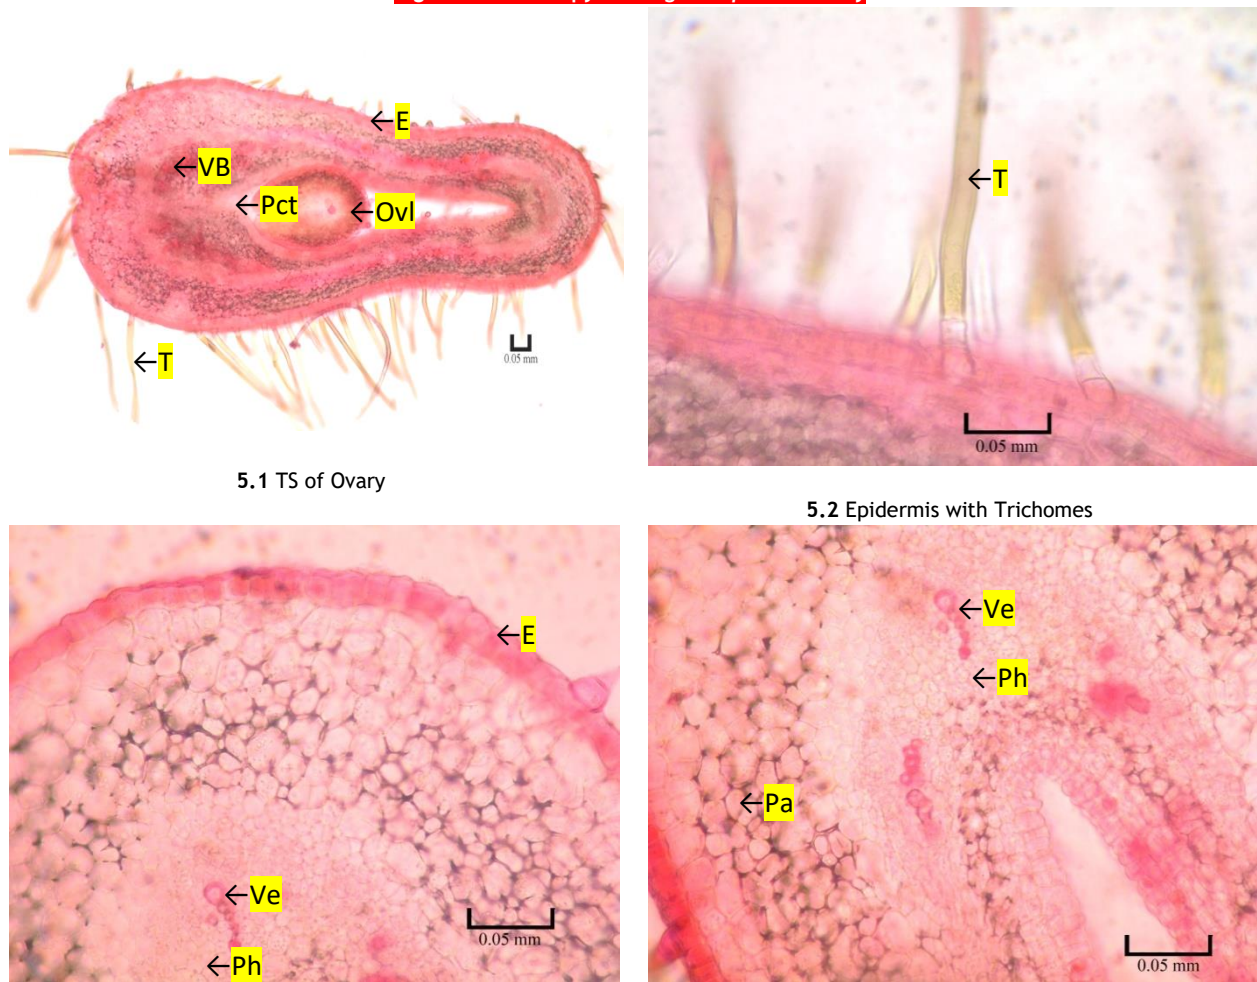 E
VB
Pct
Ovl
T
0.05 mm
5.1 TS of Ovary
T
0.05 mm
5.2 Epidermis with Trichomes
E
Ve
Ph
0.05 mm
Ve
Ph
Pa
0.05 mm